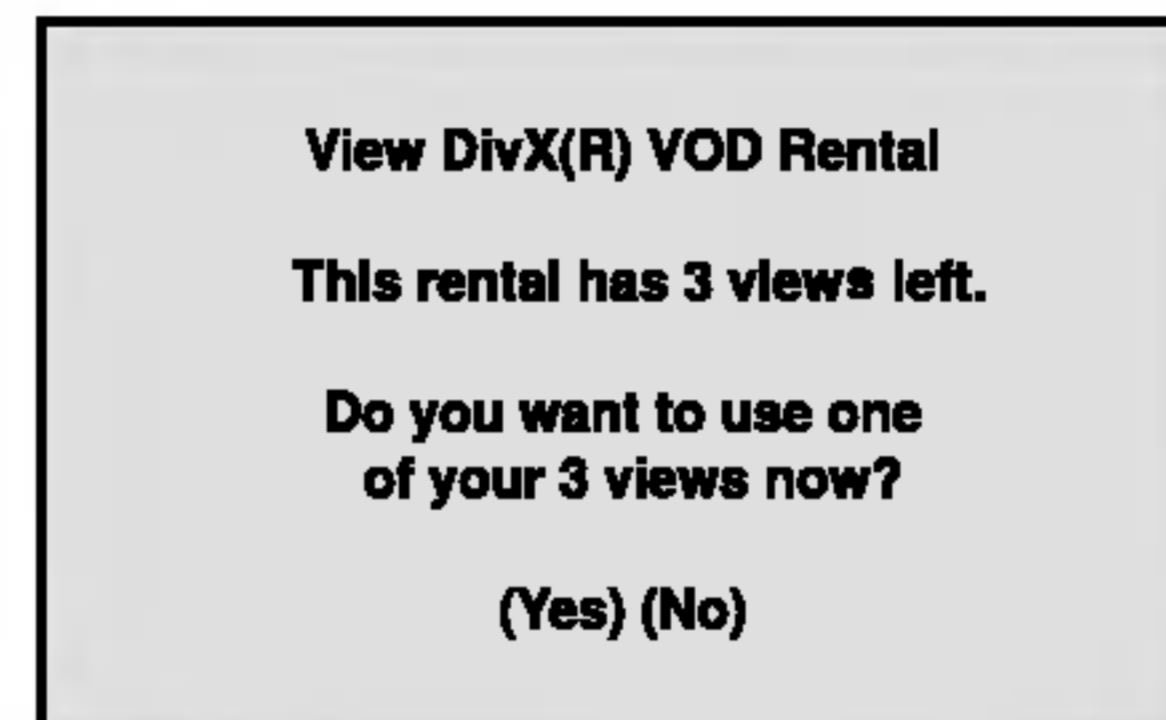 View DivX(R) VOD Rental
This rental has 3 views left.
Do you want to use one
of your 3 views now?
(Yes) (No)